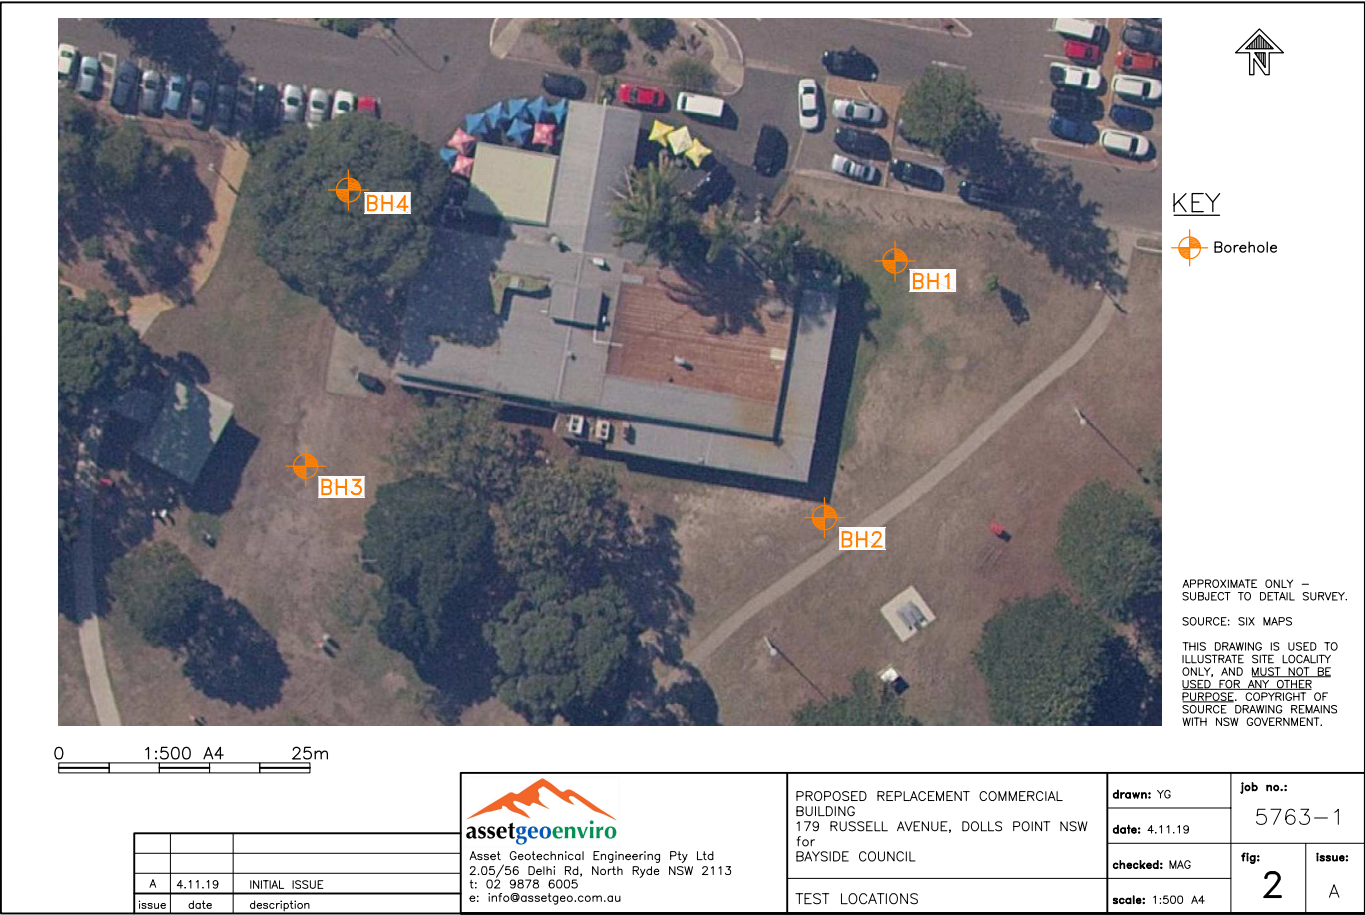 N
BH4
BH1
BH3
BH2
KEY
Borehole
APPROXIMATE ONLY –
SUBJECT TO DETAIL SURVEY.
SOURCE: SIX MAPS
THIS DRAWING IS USED TO
ILLUSTRATE SITE LOCALITY
ONLY, AND MUST NOT BE
USED FOR ANY OTHER
PURPOSE. COPYRIGHT OF
SOURCE DRAWING REMAINS
WITH NSW GOVERNMENT.
0 1:500 A4 25m
A 4.11.19 INITIAL ISSUE
issue date description
assetgeoenviro
Asset Geotechnical Engineering Pty Ltd
2.05/56 Delhi Rd, North Ryde NSW 2113
t: 02 9878 6005
e: info@assetgeo.com.au
PROPOSED REPLACEMENT COMMERCIAL
BUILDING
179 RUSSELL AVENUE, DOLLS POINT NSW
for
BAYSIDE COUNCIL
TEST LOCATIONS
drawn: YG
date: 4.11.19
checked: MAG
scale: 1:500 A4
job no.:
5763–1
fig:
2
issue:
A